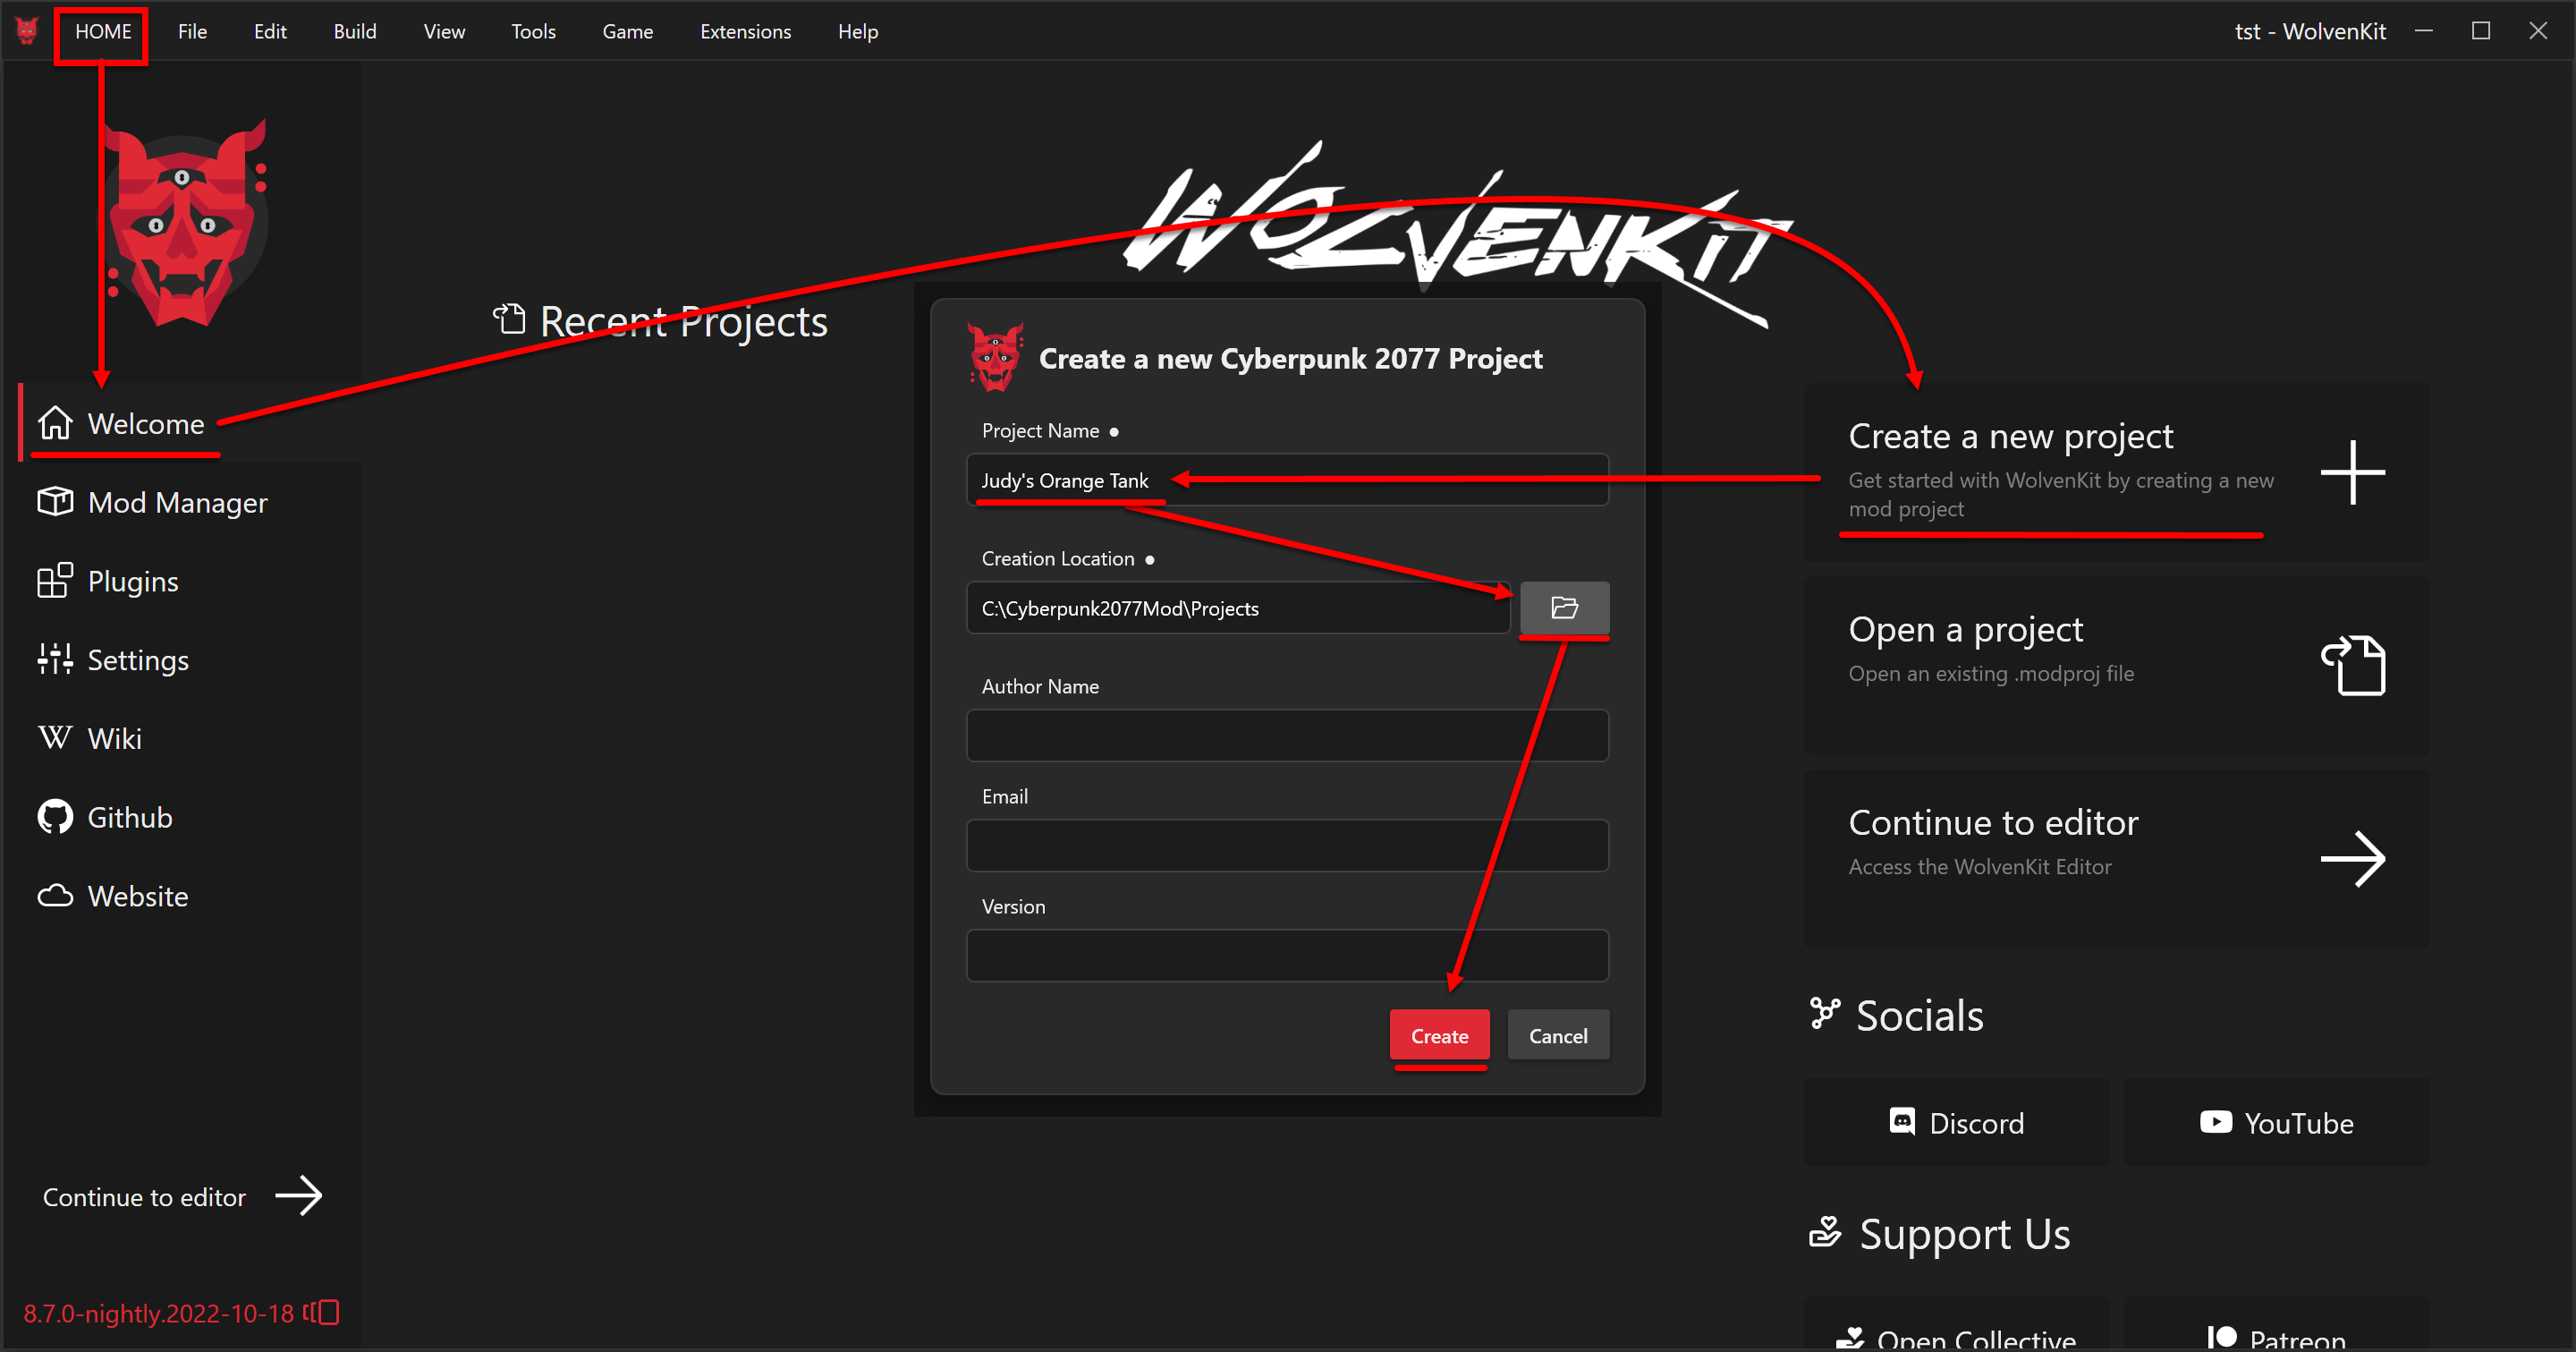 HOME File Edit Build View Tools Game Extensions Help tst - WolvenKit
WOLVENKIT
Welcome
Mod Manager
Plugins
Settings
Wiki
Github
Website
Continue to editor
8.7.0-nightly.2022-10-18
Recent Projects
Create a new Cyberpunk 2077 Project
Project Name
Judy's Orange Tank
Creation Location
C:\Cyberpunk2077Mod\Projects
Author Name
Email
Version
Create Cancel
Create a new project
Get started with WolvenKit by creating a new
mod project
Open a project
Open an existing .modproj file
Continue to editor
Access the WolvenKit Editor
Socials
Discord YouTube
Support Us
Open Collective Patreon